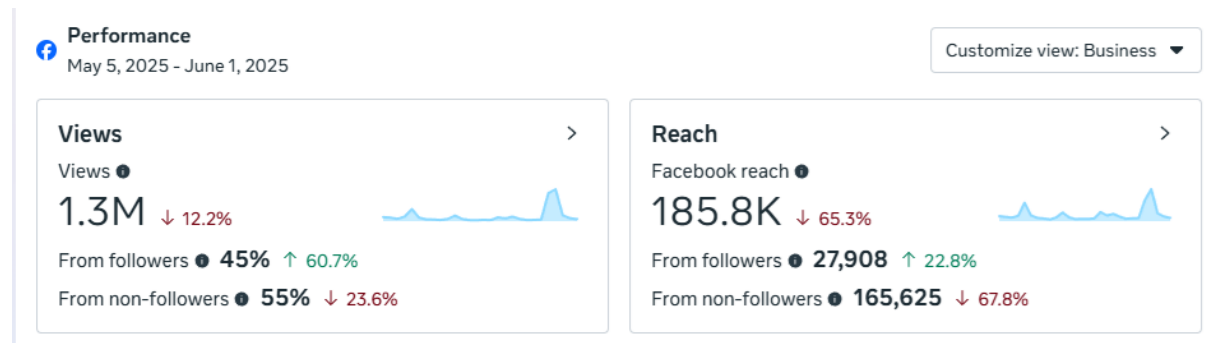 Performance
May 5, 2025 - June 1, 2025
Customize view: Business
Views
Views
1.3M ↓ 12.2%
From followers 45% ↑ 60.7%
From non-followers 55% ↓ 23.6%
Reach
Facebook reach
185.8K ↓ 65.3%
From followers 27,908 ↑ 22.8%
From non-followers 165,625 ↓ 67.8%